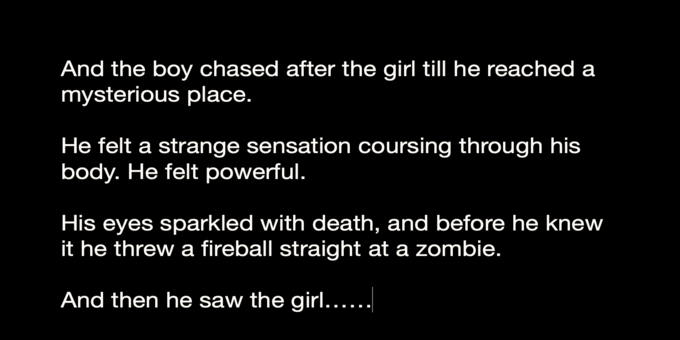 And the boy chased after the girl till he reached a
mysterious place.
He felt a strange sensation coursing through his
body. He felt powerful.
His eyes sparkled with death, and before he knew
it he threw a fireball straight at a zombie.
And then he saw the girl......